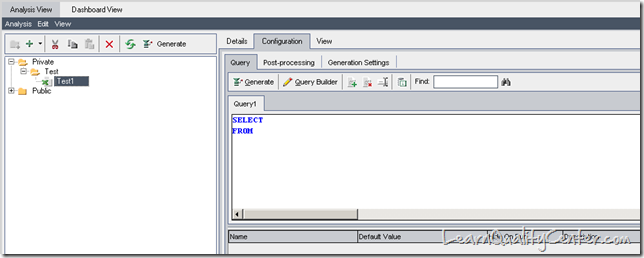 Analysis View Dashboard View
Analysis Edit View
Generate
Private
Test
Test1
Public
Details Configuration View
Query Post-processing Generation Settings
Generate Query Builder Find:
Query1
SELECT
FROM
Name Default Value
LearnQualityCenter.com